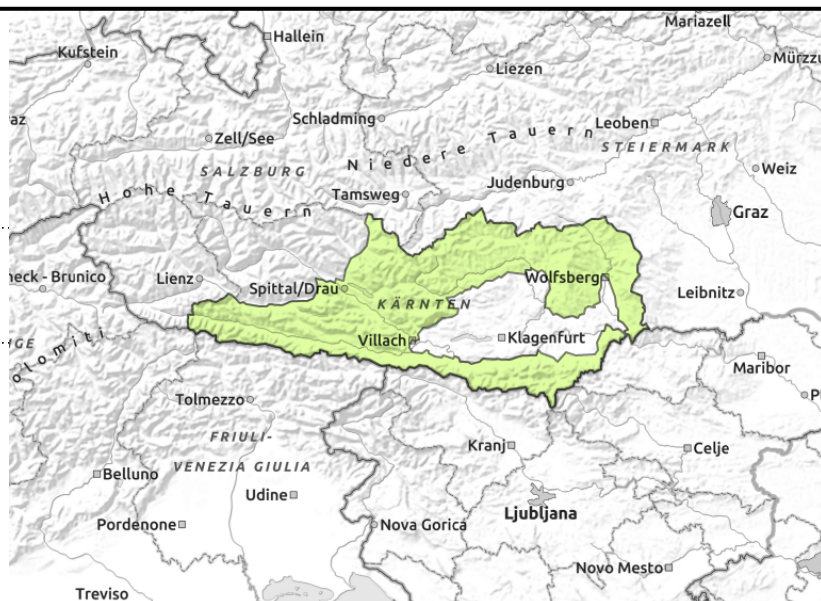 Mariazell
Hallein
Kufstein
Mürzzu
Liezen
Schladming
Leoben
Niedere Tauern
STEIERMARK
Zell/See
SALZBURG
Weiz
Hohe Tauern
Tamsweg
Judenburg
Graz
neck - Brunico
Lienz
Spittal/Drau
Wolfsberg
Leibnitz
KÄRNTEN
Villach
Klagenfurt
olomiti
Maribor
Tolmezzo
FRIULI-
VENEZIA GIULIA
Kranj
Celje
Belluno
Udine
Ljubljana
Pordenone
Nova Gorica
Novo Mesto
Treviso